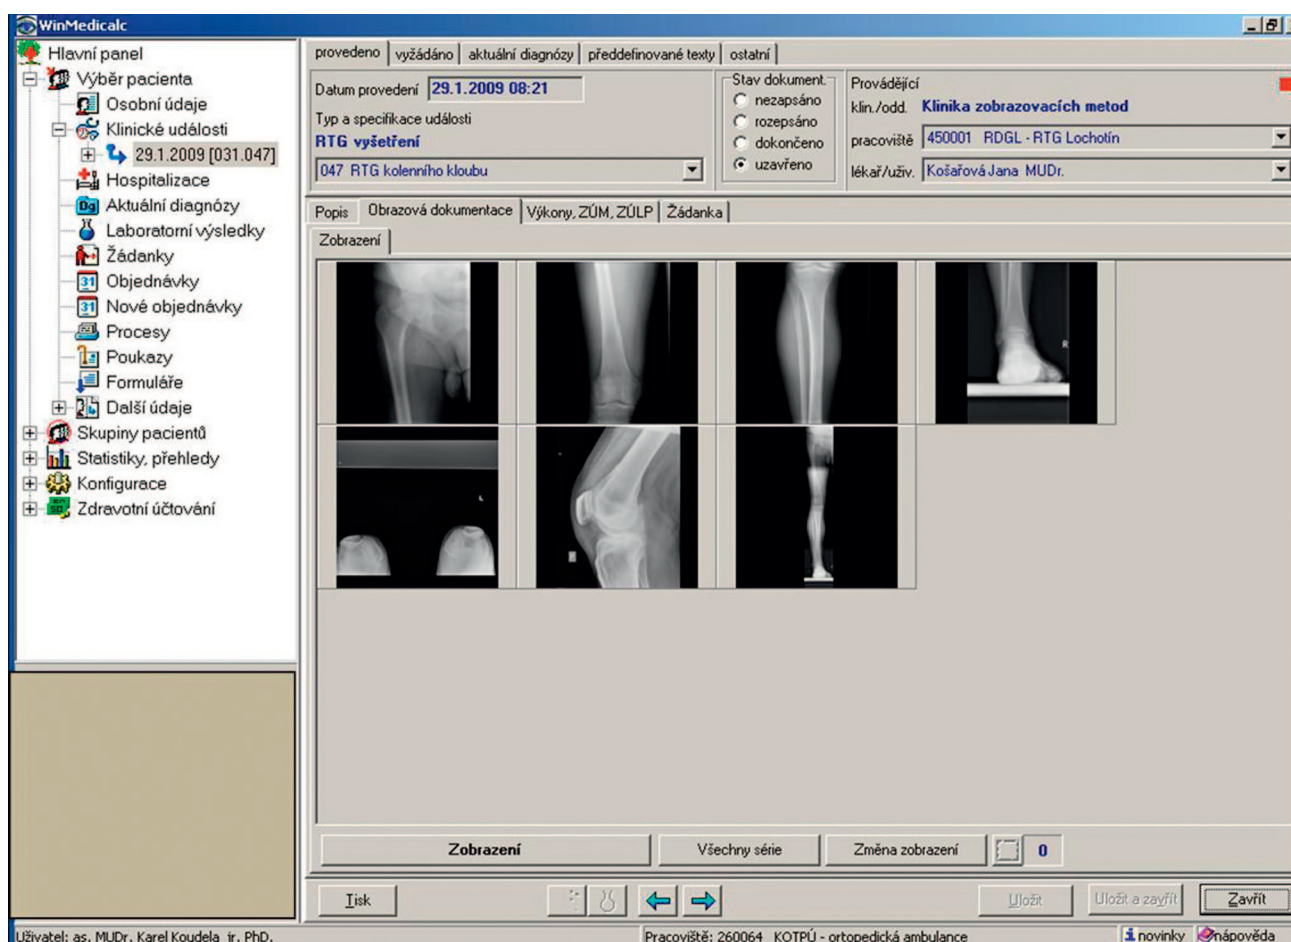 WinMedicalc
Hlavní panel
Výběr pacienta
Osobní údaje
Klinické události
29.1.2009 [031.047]
Hospitalizace
Aktuální diagnózy
Laboratorní výsledky
Žádanky
Objednávky
Nové objednávky
Procesy
Poukazy
Formuláře
Další údaje
Skupiny pacientů
Statistiky, přehledy
Konfigurace
Zdravotní účtování
provedeno vyžádáno aktuální diagnózy předdefinované texty ostatní
Datum provedení 29.1.2009 08:21
Typ a specifikace události
RTG vyšetření
047 RTG kolenního kloubu
Stav dokument.
nezapsáno
rozepsáno
dokončeno
uzavřeno
Provádějící
klin./odd. Klinika zobrazovacích metod
pracoviště 450001 RDGL - RTG Lochotín
lékař/uživ. Košařová Jana MUDr.
Popis Obrazová dokumentace Výkony, ZÚM, ZÚLP Žádanka
Zobrazení
R
L
Zobrazení Všechny série Změna zobrazení 0
Tisk Uložit Uložit a zavřít Zavřít
Uživatel: as. MUDr. Karel Koudela jr. PhD. Pracoviště: 260064 KOTPÚ - ortopedická ambulance novinky nápověda